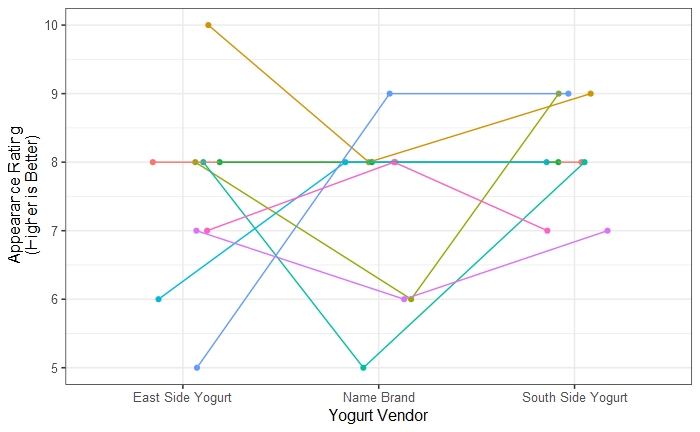 10
9
8
7
6
5
Appearance Rating
(Higher is Better)
East Side Yogurt
Name Brand
South Side Yogurt
Yogurt Vendor